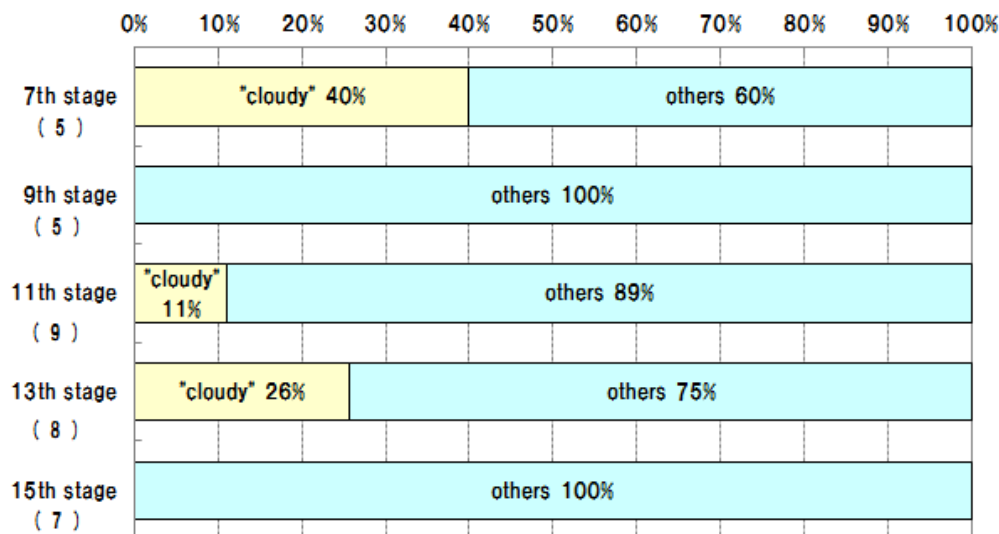 0% 10% 20% 30% 40% 50% 60% 70% 80% 90% 100%
7th stage
( 5 )
"cloudy" 40%
others 60%
9th stage
( 5 )
others 100%
11th stage
( 9 )
"cloudy"
11%
others 89%
13th stage
( 8 )
"cloudy" 26%
others 75%
15th stage
( 7 )
others 100%